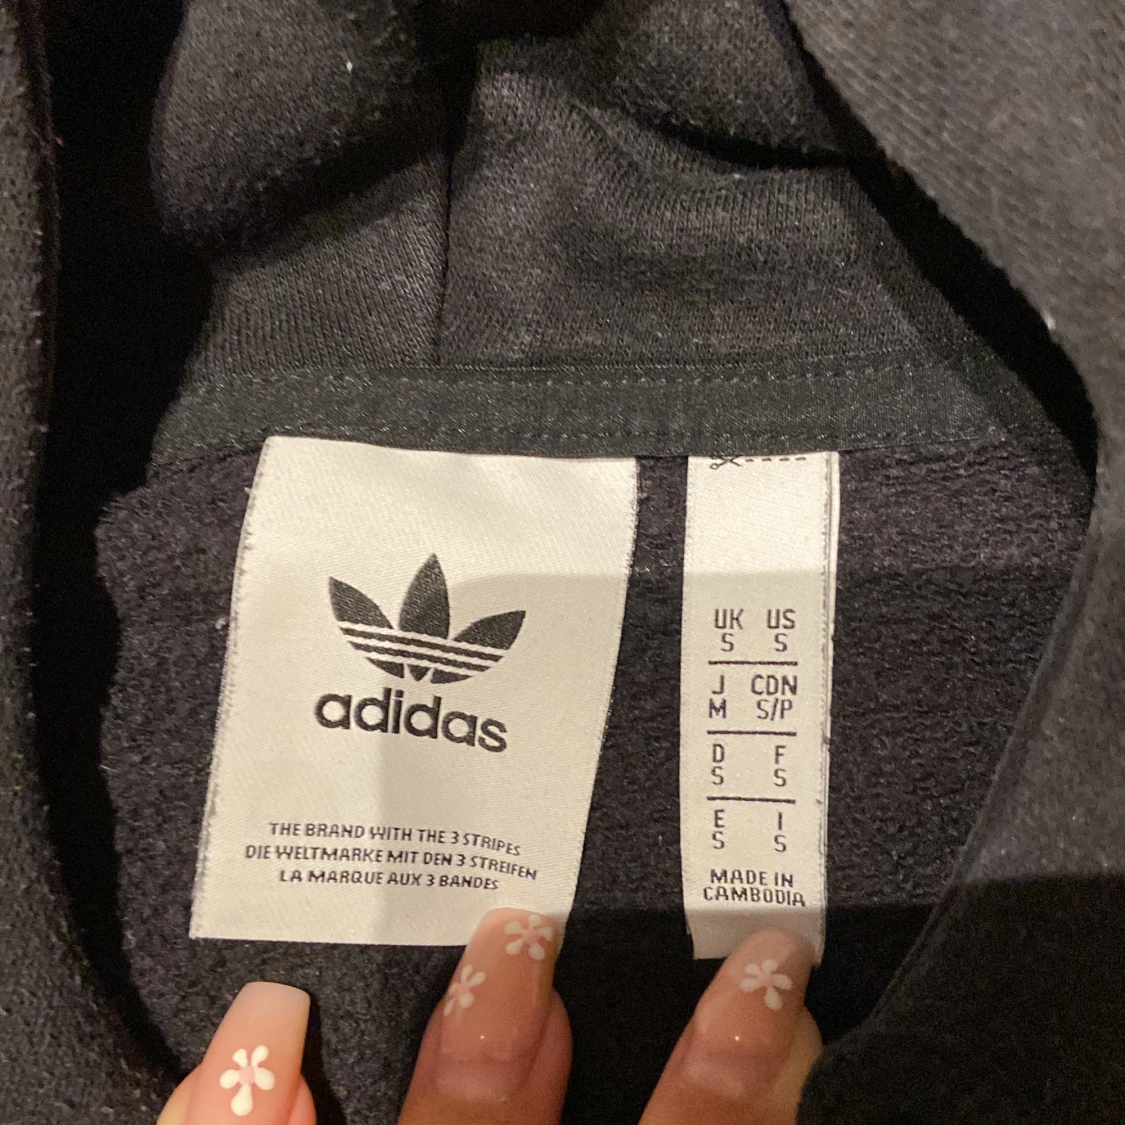 adidas
THE BRAND WITH THE 3 STRIPES
DIE WELTMARKE MIT DEN 3 STREIFEN
LA MARQUE AUX 3 BANDES
UK US
S S
J CDN
M S/P
D F
S S
E I
S S
MADE IN
CAMBODIA